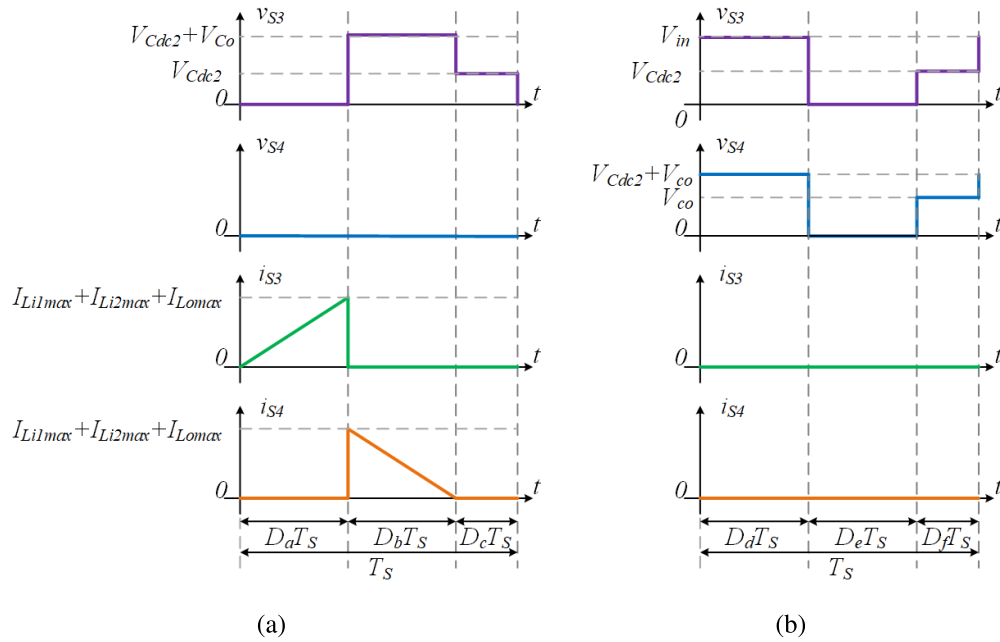 v_S3
V_Cdc2+V_Co
V_Cdc2
0
t
v_S4
0
t
i_S3
I_Li1max+I_Li2max+I_Lomax
0
t
i_S4
I_Li1max+I_Li2max+I_Lomax
0
t
D_aT_S
D_bT_S
D_cT_S
T_S
(a)
v_S3
V_in
V_Cdc2
0
t
v_S4
V_Cdc2+V_co
V_co
0
t
i_S3
0
t
i_S4
0
t
D_dT_S
D_eT_S
D_fT_S
T_S
(b)